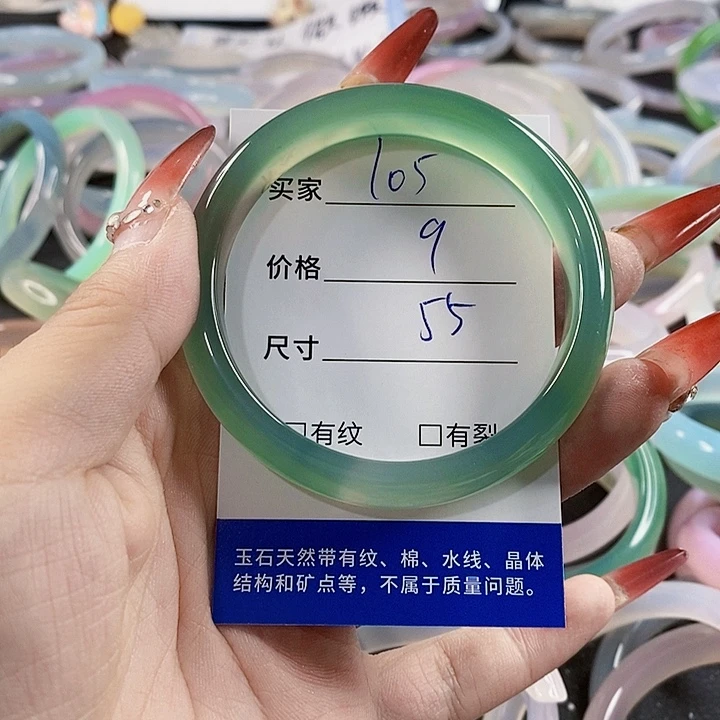 买家 105
价格 9
尺寸 55
□有纹 □有裂
玉石天然带有纹、棉、水线、晶体
结构和矿点等，不属于质量问题。